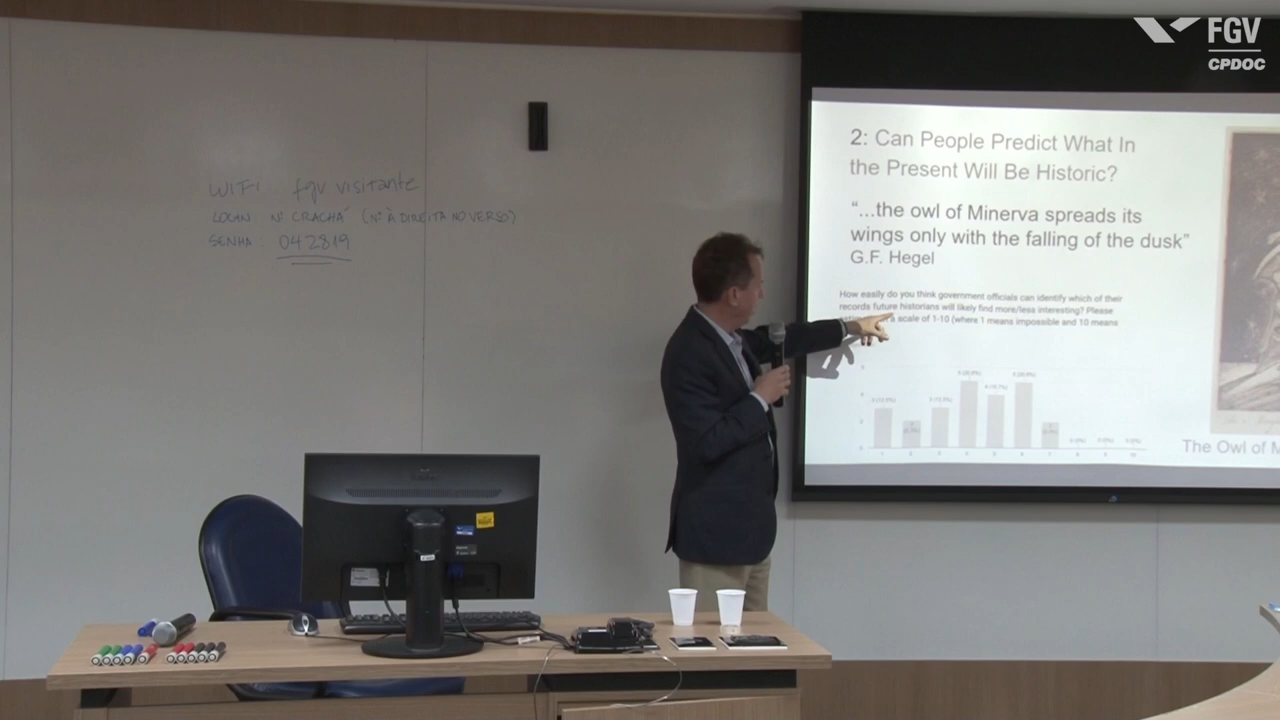 FGV
CPDOC
WIFI: fgv visitante
LOGIN: Nº CRACHÁ (Nº À DIREITA NO VERSO)
SENHA: 042819
2: Can People Predict What In
the Present Will Be Historic?
“...the owl of Minerva spreads its
wings only with the falling of the dusk”
G.F. Hegel
How easily do you think government officials can identify which of their
records future historians will likely find more/less interesting? Please
a scale of 1-10 (where 1 means impossible and 10 means
The Owl of M